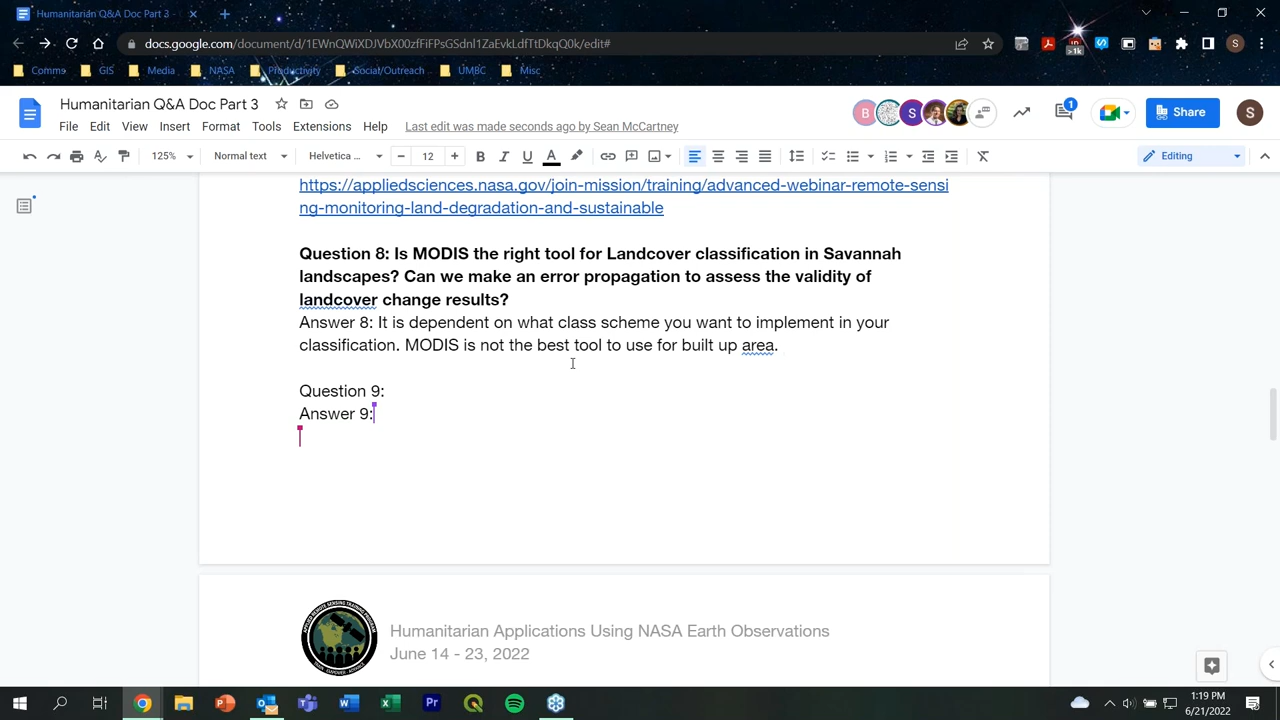 Humanitarian Q&A Doc Part 3
docs.google.com/document/d/1EWnQWiXDJVbX00zfFiFPsGSdnl1ZaEvkLdfTtDkqQ0k/edit#
>1k
S
Comms
GIS
Media
NASA
Productivity
Social/Outreach
UMBC
Misc
Humanitarian Q&A Doc Part 3
B
S
1
Share
S
File Edit View Insert Format Tools Extensions Help Last edit was made seconds ago by Sean McCartney
125% Normal text Helvetica ... 12 B I U A Editing
https://appliedsciences.nasa.gov/join-mission/training/advanced-webinar-remote-sensi
ng-monitoring-land-degradation-and-sustainable
Question 8: Is MODIS the right tool for Landcover classification in Savannah
landscapes? Can we make an error propagation to assess the validity of
landcover change results?
Answer 8: It is dependent on what class scheme you want to implement in your
classification. MODIS is not the best tool to use for built up area.
Question 9:
Answer 9:
Humanitarian Applications Using NASA Earth Observations
June 14 - 23, 2022
1:19 PM
6/21/2022